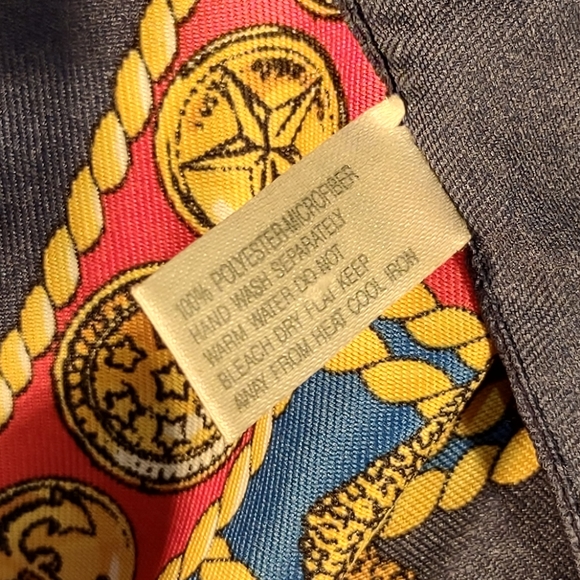 100% POLYESTER-MICROFIBER
HAND WASH SEPARATELY
WARM WATER DO NOT
BLEACH DRY FLAT KEEP
AWAY FROM HEAT COOL IRON